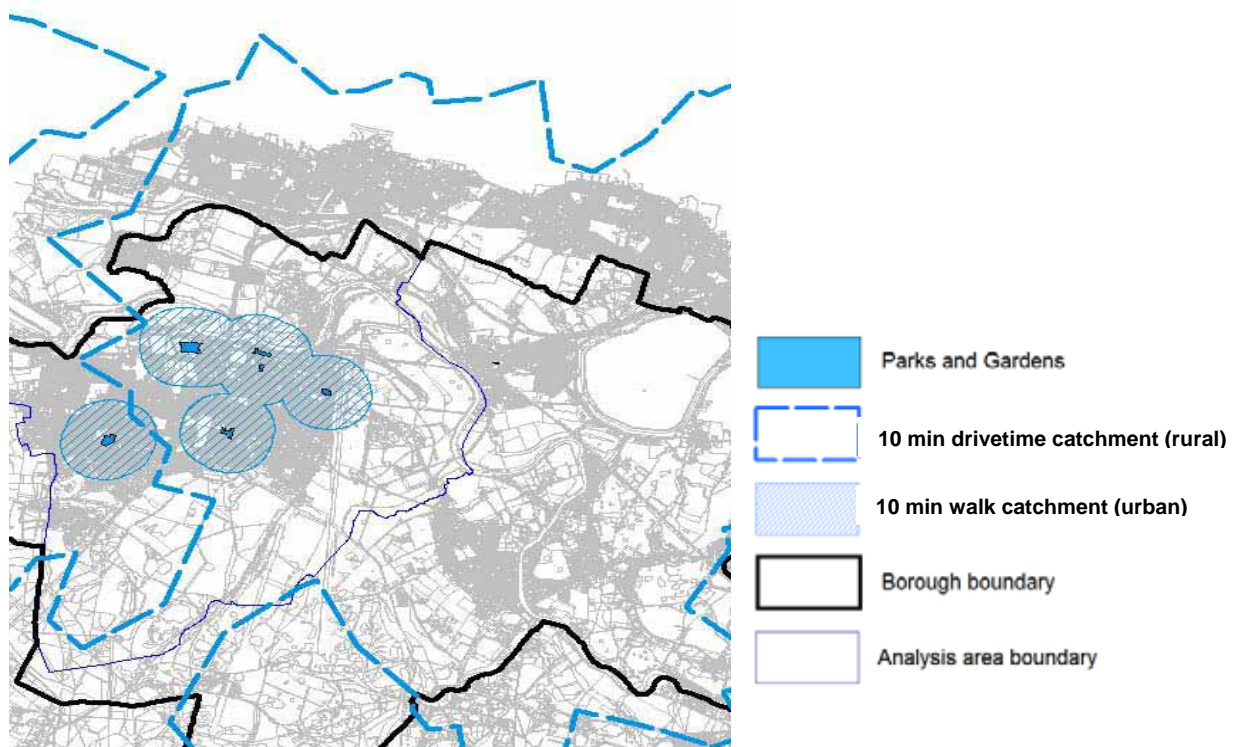 Parks and Gardens
10 min drivetime catchment (rural)
10 min walk catchment (urban)
Borough boundary
Analysis area boundary